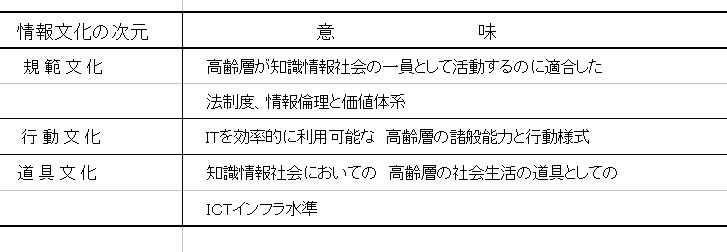 情報文化の次元 意 味
規 範 文 化 高齢層が知識情報社会の一員として活動するのに適合した
法制度、情報倫理と価値体系
行 動 文 化 ITを効率的に利用可能な 高齢層の諸般能力と行動様式
道 具 文 化 知識情報社会においての 高齢層の社会生活の道具としての
ICTインフラ水準